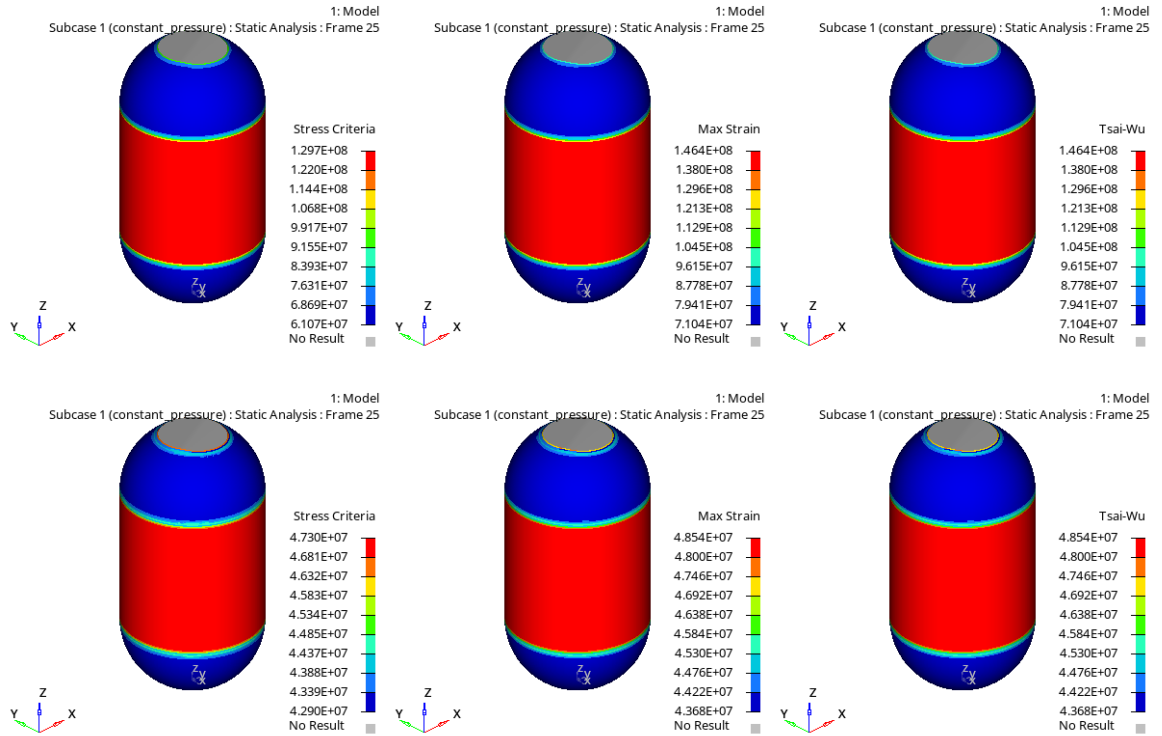 1: Model
Subcase 1 (constant_pressure) : Static Analysis : Frame 25
Stress Criteria
1.297E+08
1.220E+08
1.144E+08
1.068E+08
9.917E+07
9.155E+07
8.393E+07
7.631E+07
6.869E+07
6.107E+07
No Result
Z
Y
X
Z
Y
X
1: Model
Subcase 1 (constant_pressure) : Static Analysis : Frame 25
Max Strain
1.464E+08
1.380E+08
1.296E+08
1.213E+08
1.129E+08
1.045E+08
9.615E+07
8.778E+07
7.941E+07
7.104E+07
No Result
Z
Y
X
Z
Y
X
1: Model
Subcase 1 (constant_pressure) : Static Analysis : Frame 25
Tsai-Wu
1.464E+08
1.380E+08
1.296E+08
1.213E+08
1.129E+08
1.045E+08
9.615E+07
8.778E+07
7.941E+07
7.104E+07
No Result
Z
Y
X
Z
Y
X
1: Model
Subcase 1 (constant_pressure) : Static Analysis : Frame 25
Stress Criteria
4.730E+07
4.681E+07
4.632E+07
4.583E+07
4.534E+07
4.485E+07
4.437E+07
4.388E+07
4.339E+07
4.290E+07
No Result
Z
Y
X
Z
Y
X
1: Model
Subcase 1 (constant_pressure) : Static Analysis : Frame 25
Max Strain
4.854E+07
4.800E+07
4.746E+07
4.692E+07
4.638E+07
4.584E+07
4.530E+07
4.476E+07
4.422E+07
4.368E+07
No Result
Z
Y
X
Z
Y
X
1: Model
Subcase 1 (constant_pressure) : Static Analysis : Frame 25
Tsai-Wu
4.854E+07
4.800E+07
4.746E+07
4.692E+07
4.638E+07
4.584E+07
4.530E+07
4.476E+07
4.422E+07
4.368E+07
No Result
Z
Y
X
Z
Y
X